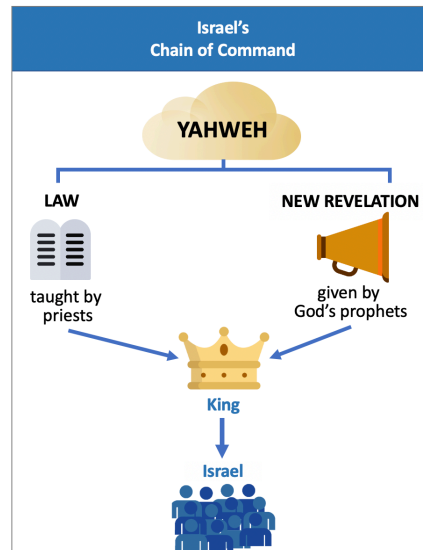 Israel's
Chain of Command
YAHWEH
LAW
NEW REVELATION
taught by
priests
given by
God's prophets
King
Israel